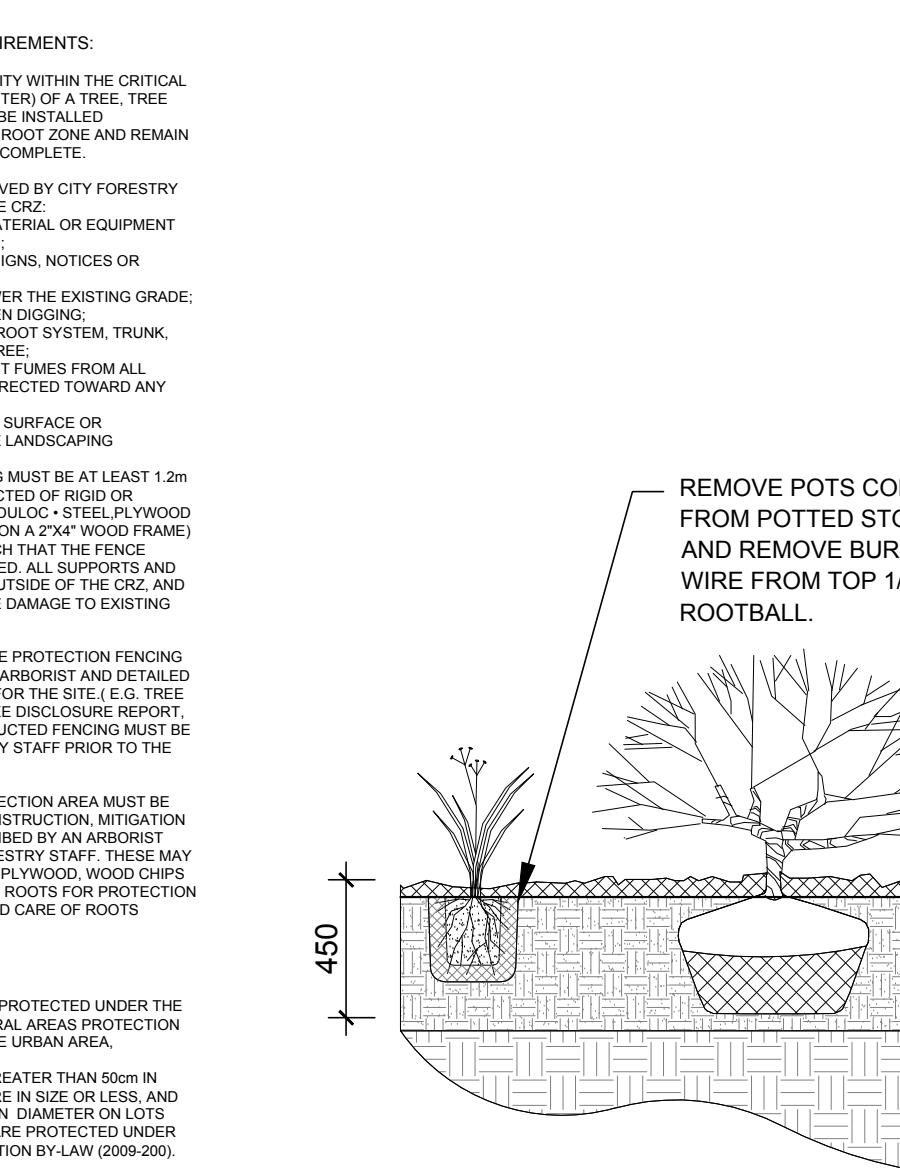 IREMENTS:
ITY WITHIN THE CRITICAL
TER) OF A TREE, TREE
BE INSTALLED
ROOT ZONE AND REMAIN
COMPLETE.
VED BY CITY FORESTRY
E CRZ:
ATERIAL OR EQUIPMENT
;
IGNS, NOTICES OR
ER THE EXISTING GRADE;
EN DIGGING;
ROOT SYSTEM, TRUNK,
REE;
T FUMES FROM ALL
RECTED TOWARD ANY
SURFACE OR
E LANDSCAPING
G MUST BE AT LEAST 1.2m
CTED OF RIGID OR
DULOC • STEEL,PLYWOOD
ON A 2"X4" WOOD FRAME)
CH THAT THE FENCE
ED. ALL SUPPORTS AND
UTSIDE OF THE CRZ, AND
E DAMAGE TO EXISTING
E PROTECTION FENCING
ARBORIST AND DETAILED
FOR THE SITE.( E.G. TREE
EE DISCLOSURE REPORT,
UCTED FENCING MUST BE
Y STAFF PRIOR TO THE
ECTION AREA MUST BE
NSTRUCTION, MITIGATION
IBED BY AN ARBORIST
ESTRY STAFF. THESE MAY
PLYWOOD, WOOD CHIPS
ROOTS FOR PROTECTION
D CARE OF ROOTS
PROTECTED UNDER THE
RAL AREAS PROTECTION
E URBAN AREA,
REATER THAN 50cm IN
RE IN SIZE OR LESS, AND
N DIAMETER ON LOTS
ARE PROTECTED UNDER
TION BY-LAW (2009-200).
REMOVE POTS CO
FROM POTTED STO
AND REMOVE BUR
WIRE FROM TOP 1/
ROOTBALL.
450